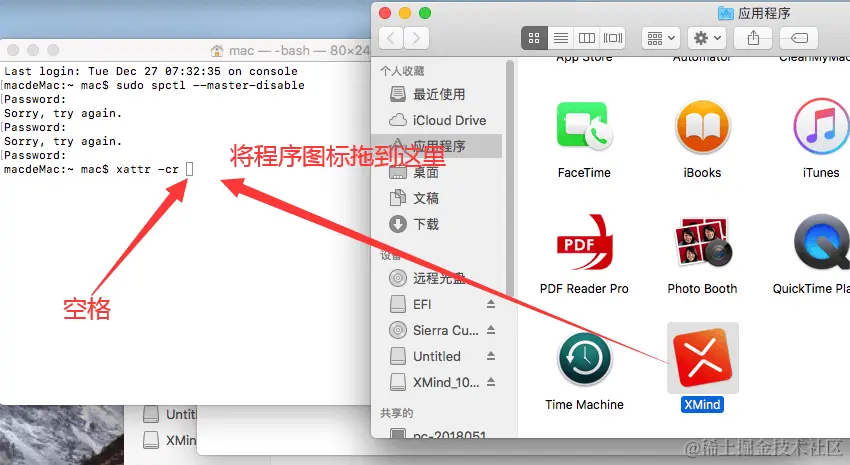 mac — -bash — 80×24
Last login: Tue Dec 27 07:32:35 on console
[macdeMac:~ mac$ sudo spctl --master-disable
[Password:
Sorry, try again.
[Password:
Sorry, try again.
[Password:
macdeMac:~ mac$ xattr -cr
将程序图标拖到这里
空格
应用程序
个人收藏
最近使用
iCloud Drive
应用程序
桌面
文稿
下载
设备
远程光盘
EFI
Sierra Cu...
Untitled
XMind_10...
共享的
pc-2018051
App Store
Automator
CleanMyMac
FaceTime
iBooks
iTunes
PDF
PDF Reader Pro
Photo Booth
QuickTime Pla
Time Machine
XMind
Untitl
XMin
@稀土掘金技术社区